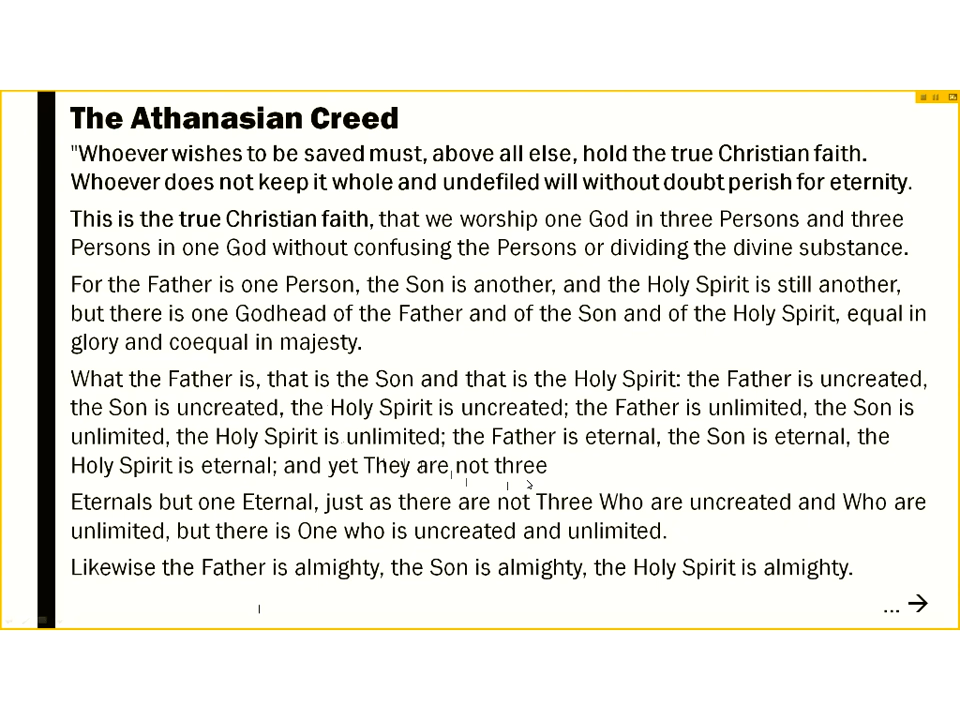 The Athanasian Creed
"Whoever wishes to be saved must, above all else, hold the true Christian faith.
Whoever does not keep it whole and undefiled will without doubt perish for eternity.
This is the true Christian faith, that we worship one God in three Persons and three
Persons in one God without confusing the Persons or dividing the divine substance.
For the Father is one Person, the Son is another, and the Holy Spirit is still another,
but there is one Godhead of the Father and of the Son and of the Holy Spirit, equal in
glory and coequal in majesty.
What the Father is, that is the Son and that is the Holy Spirit: the Father is uncreated,
the Son is uncreated, the Holy Spirit is uncreated; the Father is unlimited, the Son is
unlimited, the Holy Spirit is unlimited; the Father is eternal, the Son is eternal, the
Holy Spirit is eternal; and yet They are not three
Eternals but one Eternal, just as there are not Three Who are uncreated and Who are
unlimited, but there is One who is uncreated and unlimited.
Likewise the Father is almighty, the Son is almighty, the Holy Spirit is almighty.
... →